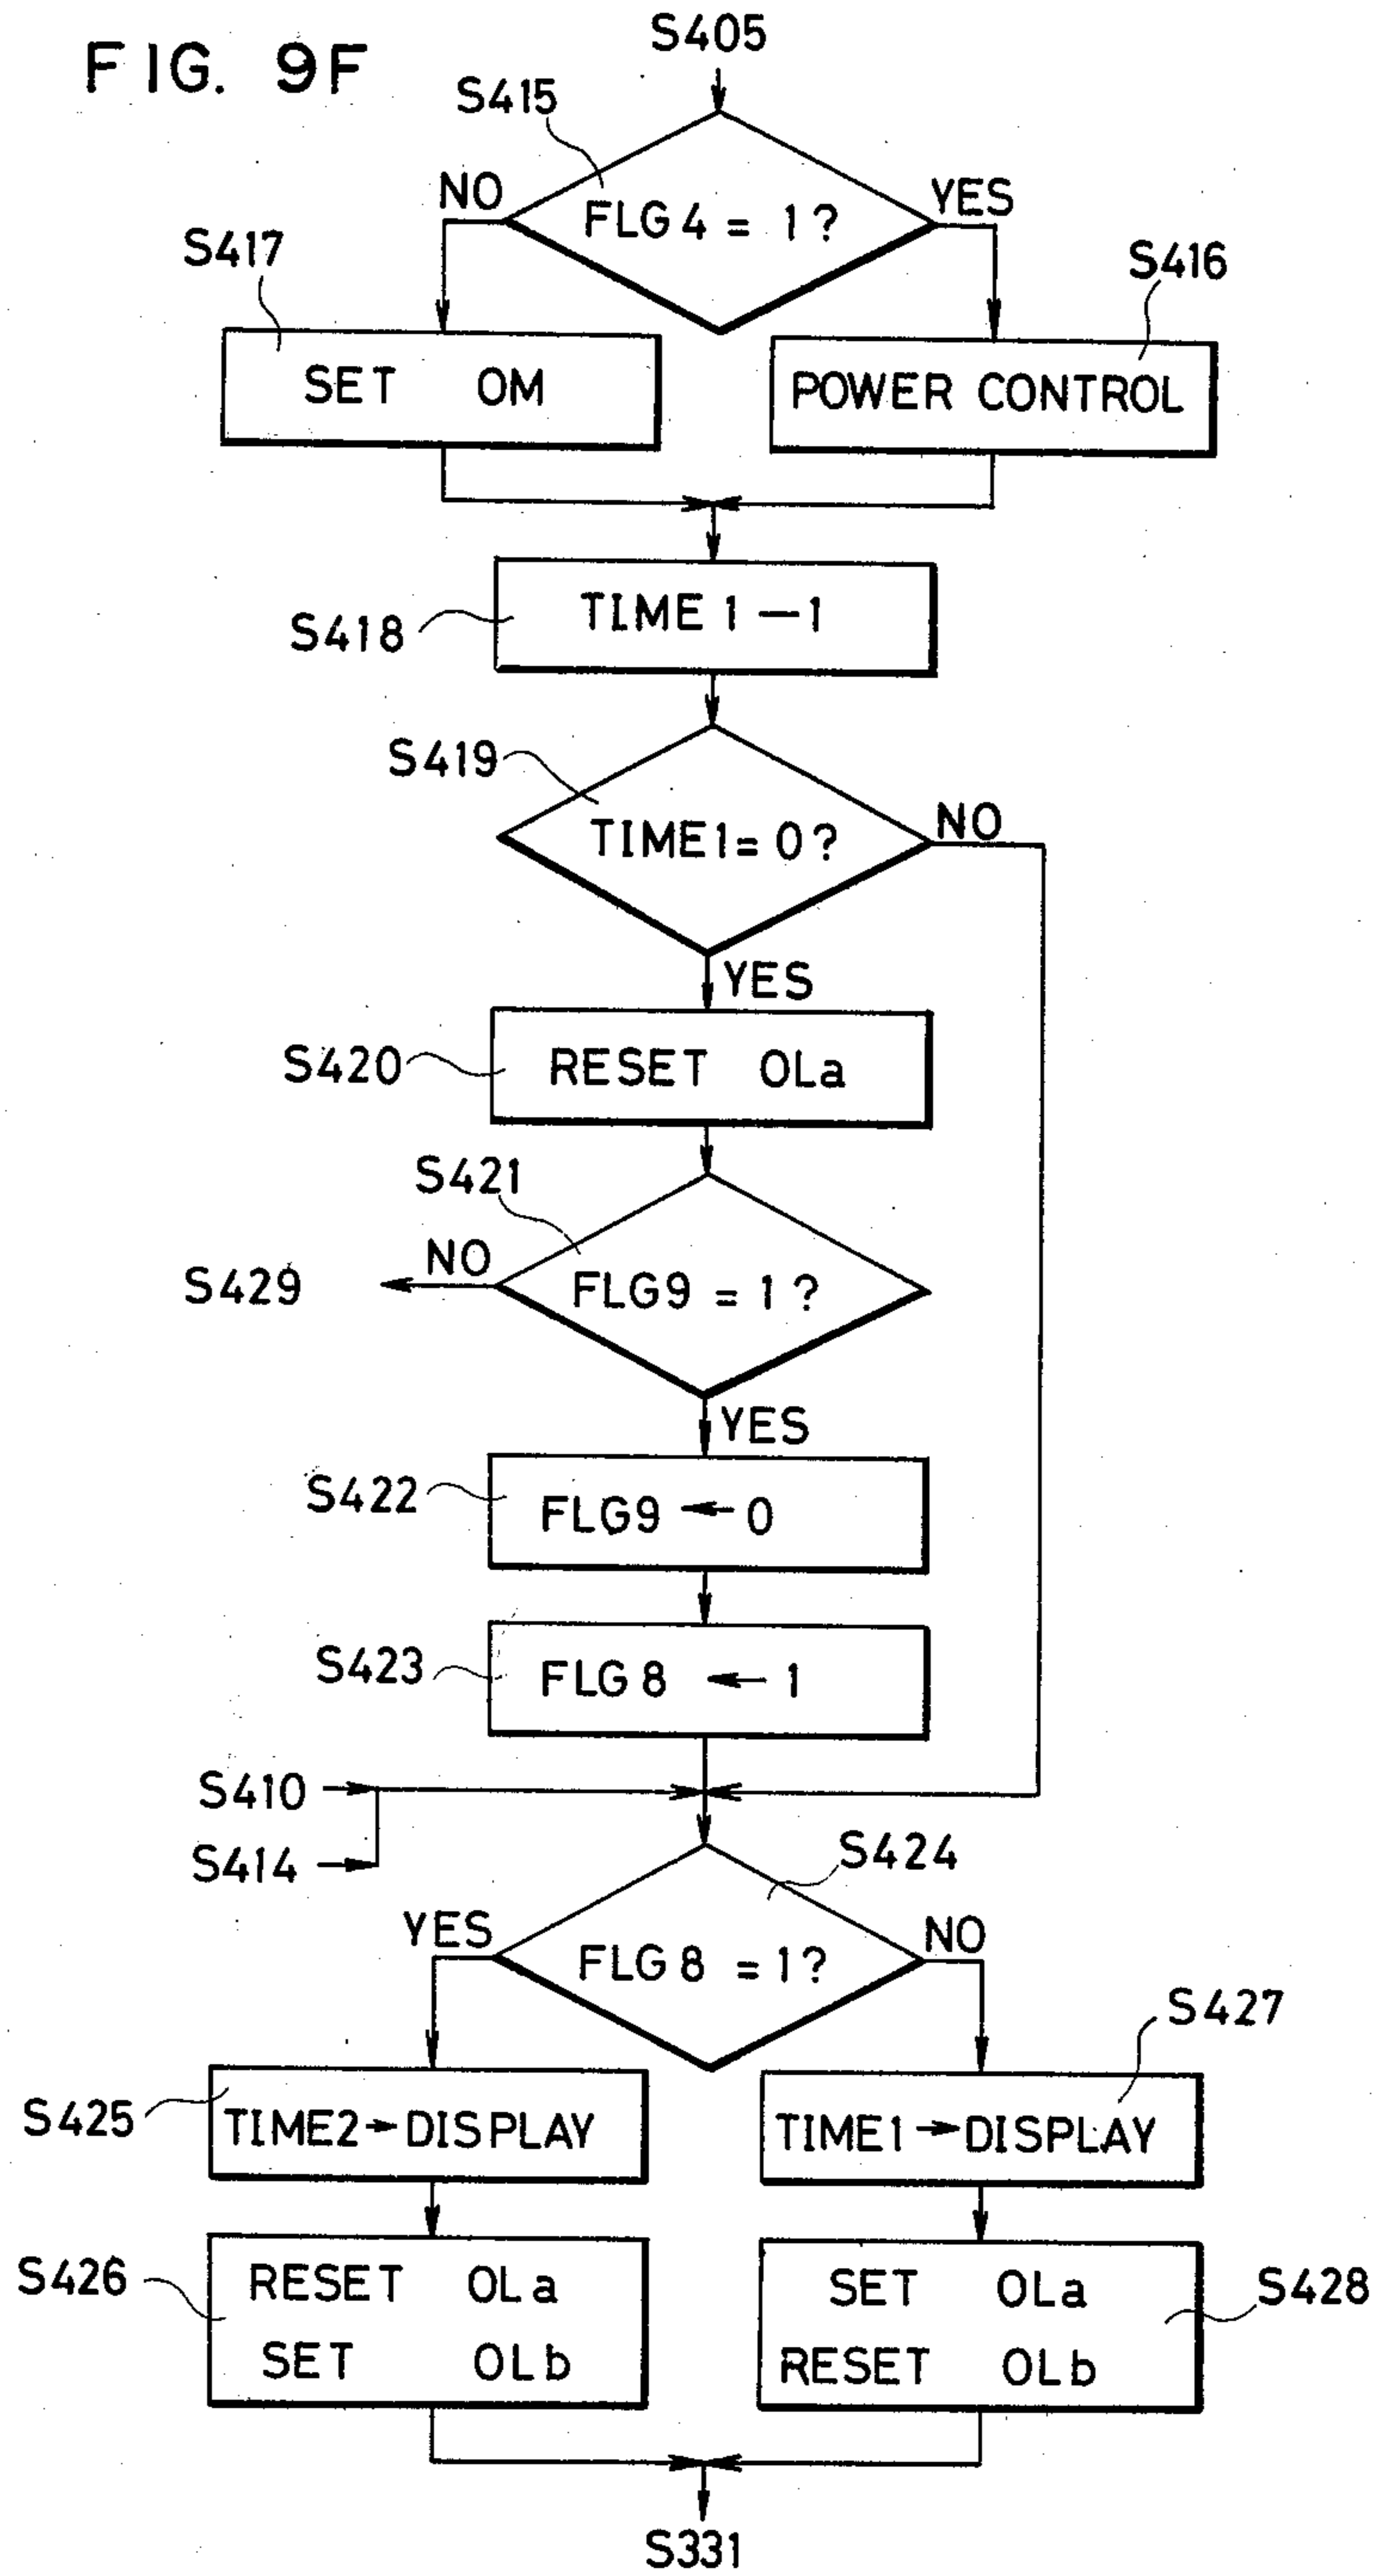 FIG. 9F
S405
S415
NO
YES
FLG4 = 1?
S417
S416
SET OM
POWER CONTROL
TIME 1 – 1
S418
S419
TIME1 = 0?
NO
YES
S420
RESET OLa
S421
NO
S429
FLG9 = 1?
YES
S422
FLG9 ← 0
S423
FLG8 ← 1
S410
S414
S424
YES
NO
FLG8 = 1?
S427
S425
TIME2→DISPLAY
TIME1→DISPLAY
S426
RESET OLa
SET OLb
SET OLa
RESET OLb
S428
S331